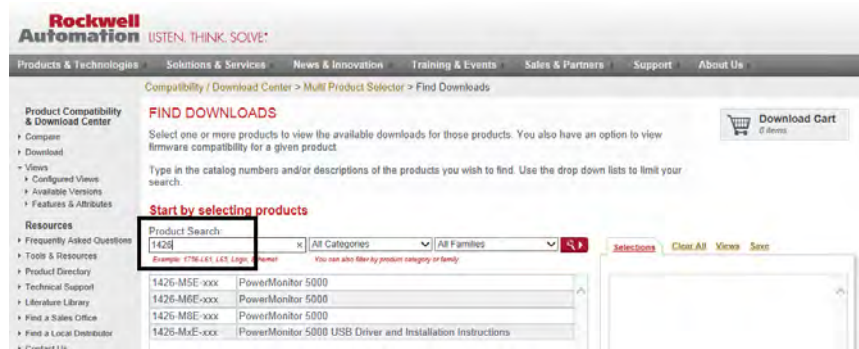 Rockwell
Automation LISTEN. THINK. SOLVE.
Products & Technologies Solutions & Services News & Innovation Training & Events Sales & Partners Support About Us
Compatibility / Download Center > Multi Product Selector > Find Downloads
Product Compatibility
& Download Center
Compare
Download
Views
Configured Views
Available Versions
Features & Attributes
Resources
Frequently Asked Questions
Tools & Resources
Product Directory
Technical Support
Literature Library
Find a Sales Office
Find a Local Distributor
Contact Us
FIND DOWNLOADS
Select one or more products to view the available downloads for those products. You also have an option to view
firmware compatibility for a given product
Type in the catalog numbers and/or descriptions of the products you wish to find. Use the drop down lists to limit your
search.
Download Cart
0 items
Start by selecting products
Product Search:
1426 x All Categories All Families
Example: 1756-L61, L63, Logix, Ethernet You can also filter by product category or family
1426-M5E-xxx PowerMonitor 5000
1426-M6E-xxx PowerMonitor 5000
1426-M8E-xxx PowerMonitor 5000
1426-MxE-xxx PowerMonitor 5000 USB Driver and Installation Instructions
Selections Clear All Views Save